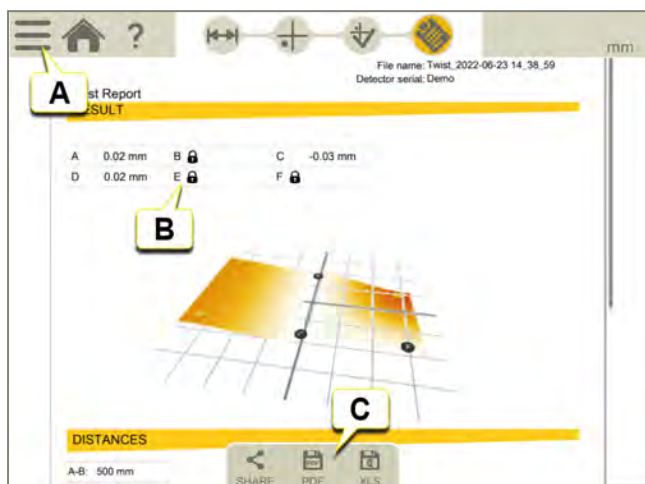 ?
mm
File name: Twist_2022-06-23 14_38_59
Detector serial: Demo
A
st Report
SULT
A 0.02 mm B C -0.03 mm
D 0.02 mm E F
B
C
DISTANCES
A-B: 500 mm
SHARE PDF XLS